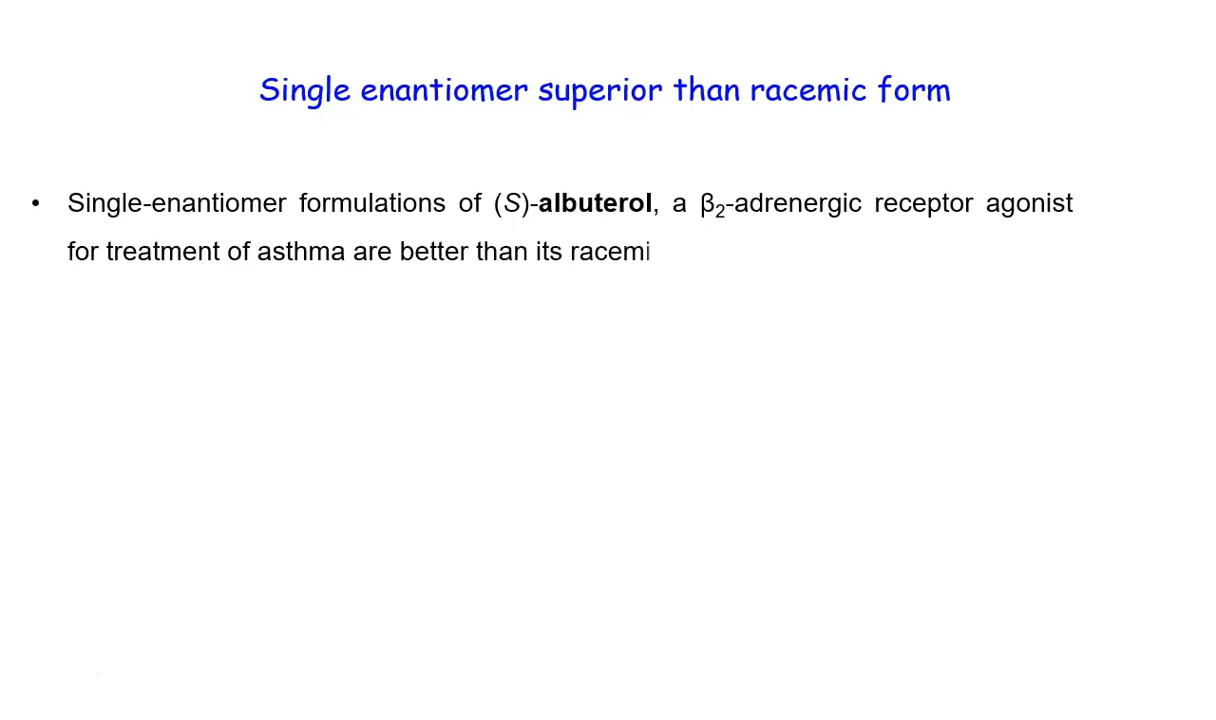 Single enantiomer superior than racemic form
• Single-enantiomer formulations of (S)-albuterol, a β₂-adrenergic receptor agonist
for treatment of asthma are better than its racemi